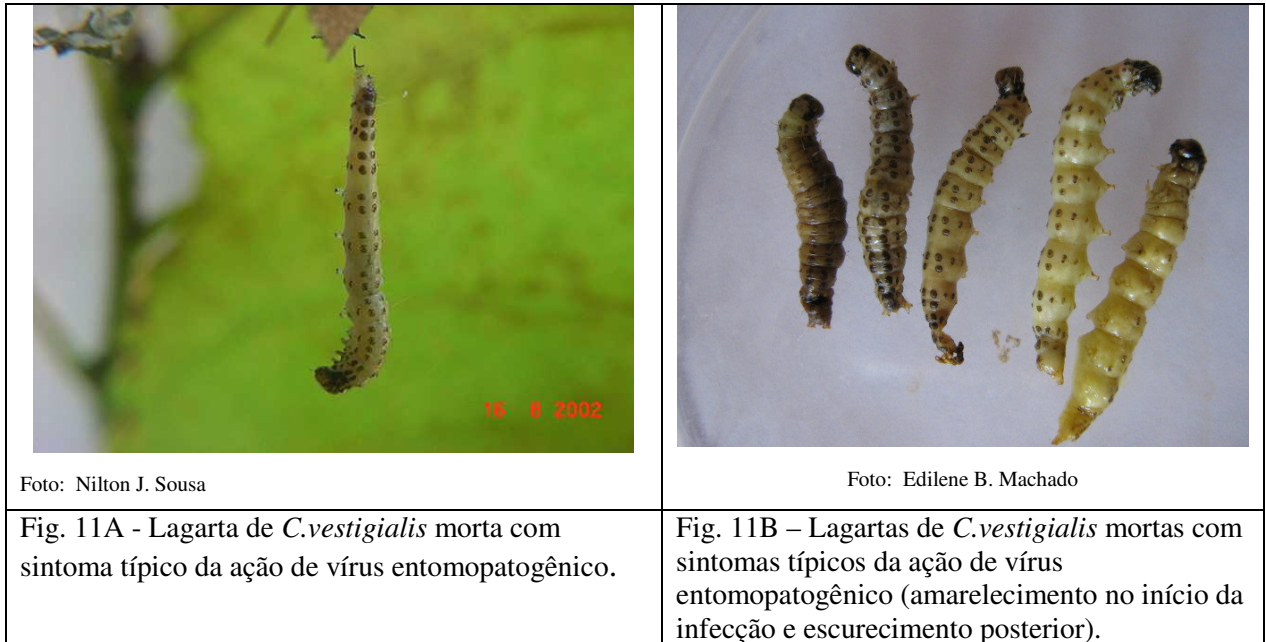 16 8 2002
Foto: Nilton J. Sousa
Foto: Edilene B. Machado
Fig. 11A - Lagarta de C.vestigialis morta com
sintoma típico da ação de vírus entomopatogênico.
Fig. 11B – Lagartas de C.vestigialis mortas com
sintomas típicos da ação de vírus
entomopatogênico (amarelecimento no início da
infecção e escurecimento posterior).